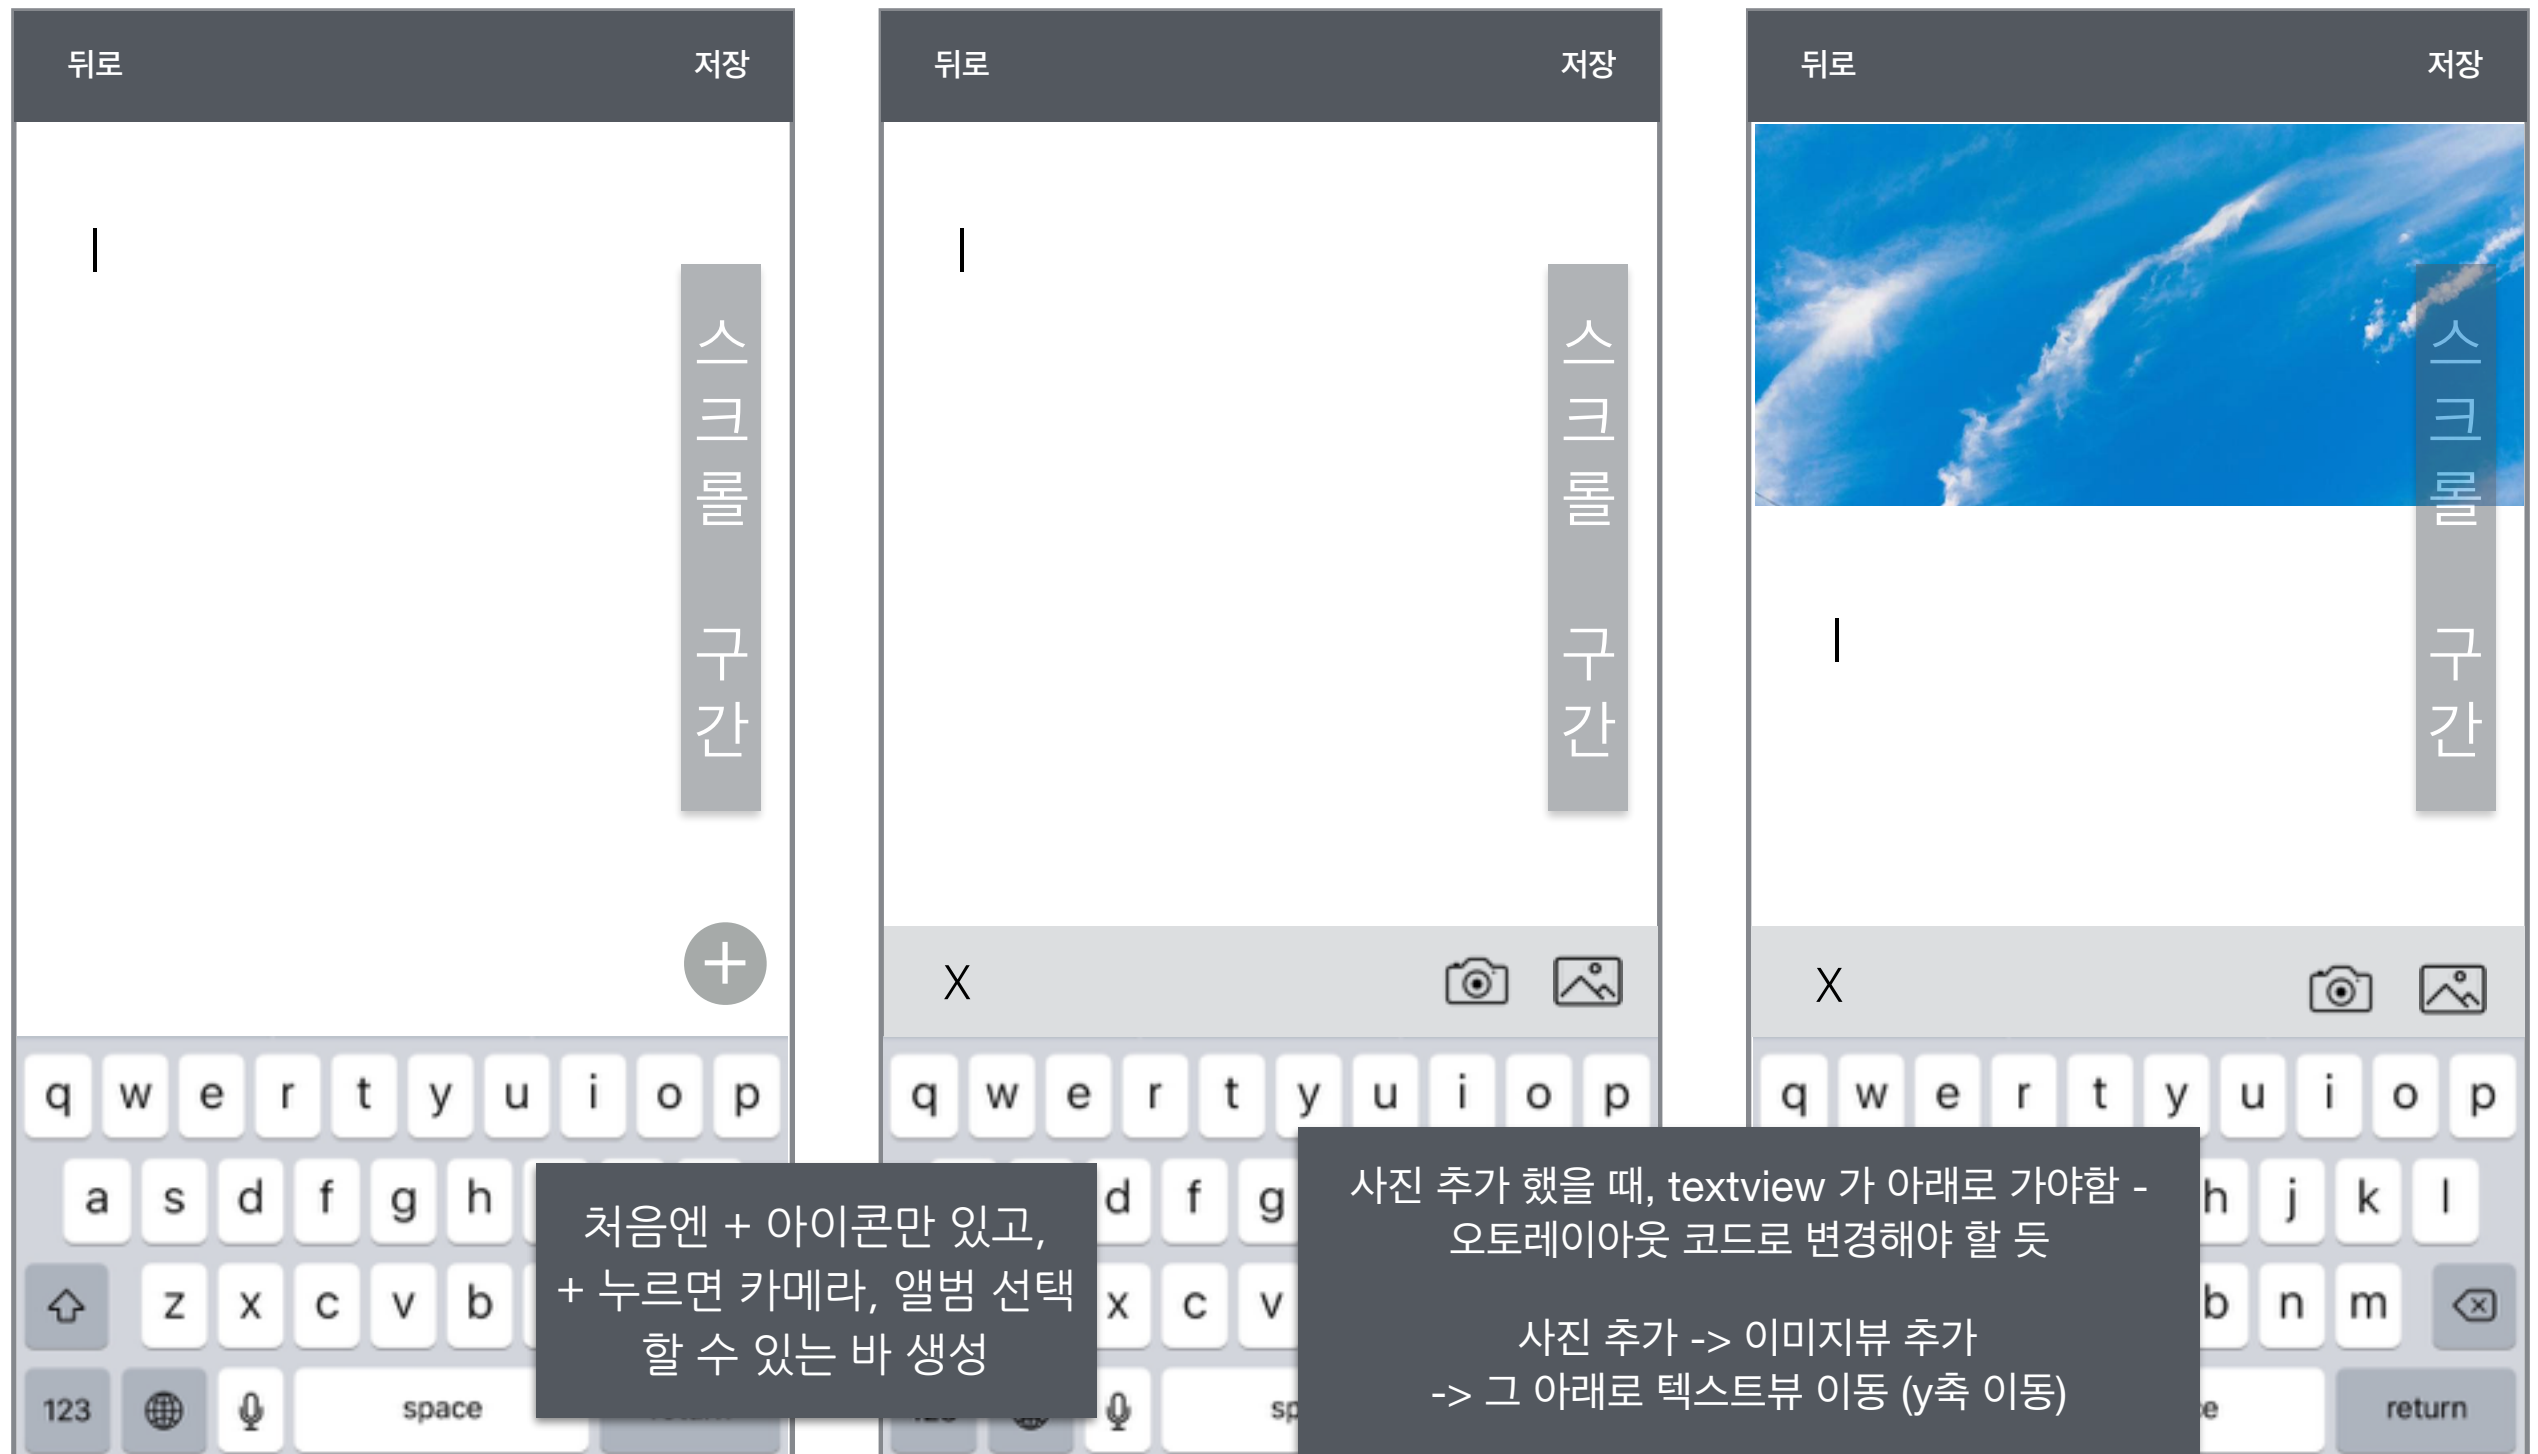 뒤로 저장
스
크
롤
구
간
+
q w e r t y u i o p
a s d f g h
z x c v b
123 space
뒤로 저장
스
크
롤
구
간
X
q w e r t y u i o p
d f g
x c v
sp
뒤로 저장
스
크
롤
구
간
X
q w e r t y u i o p
h j k l
b n m
e return
처음엔 + 아이콘만 있고,
+ 누르면 카메라, 앨범 선택
할 수 있는 바 생성
사진 추가 했을 때, textview 가 아래로 가야함 -
오토레이아웃 코드로 변경해야 할 듯
사진 추가 -> 이미지뷰 추가
-> 그 아래로 텍스트뷰 이동 (y축 이동)